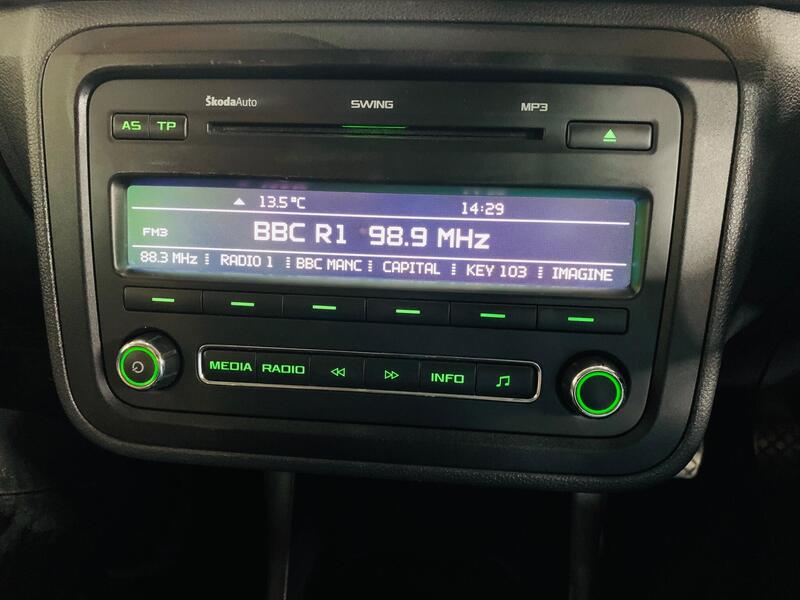 ŠkodaAuto SWING MP3
AS TP
13.5 °C 14:29
FM3 BBC R1 98.9 MHz
88.3 MHz RADIO 1 BBC MANC CAPITAL KEY 103 IMAGINE
MEDIA RADIO INFO